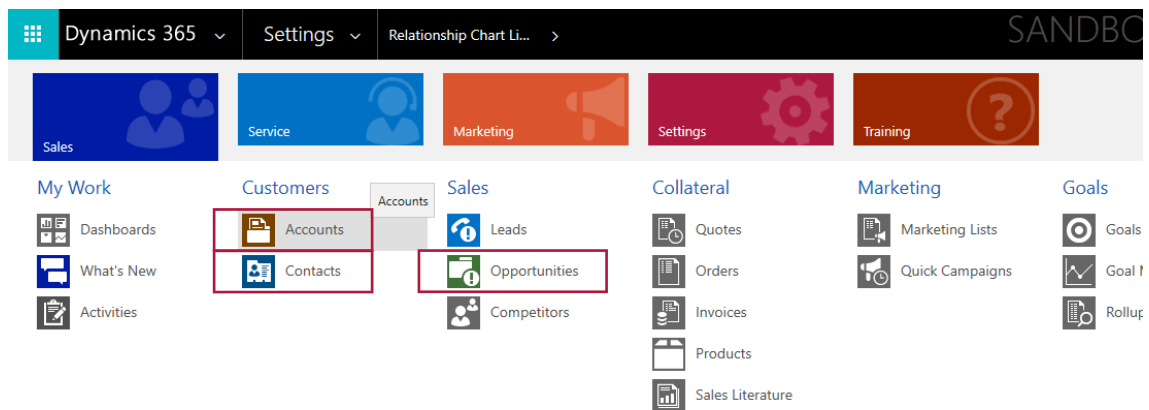 Dynamics 365 Settings Relationship Chart Li... SANDBO
Sales Service Marketing Settings Training
My Work Customers Accounts Sales Collateral Marketing Goals
Dashboards Accounts Leads Quotes Marketing Lists Goals
What's New Contacts Opportunities Orders Quick Campaigns Goal
Activities Competitors Invoices Rollup
Products
Sales Literature